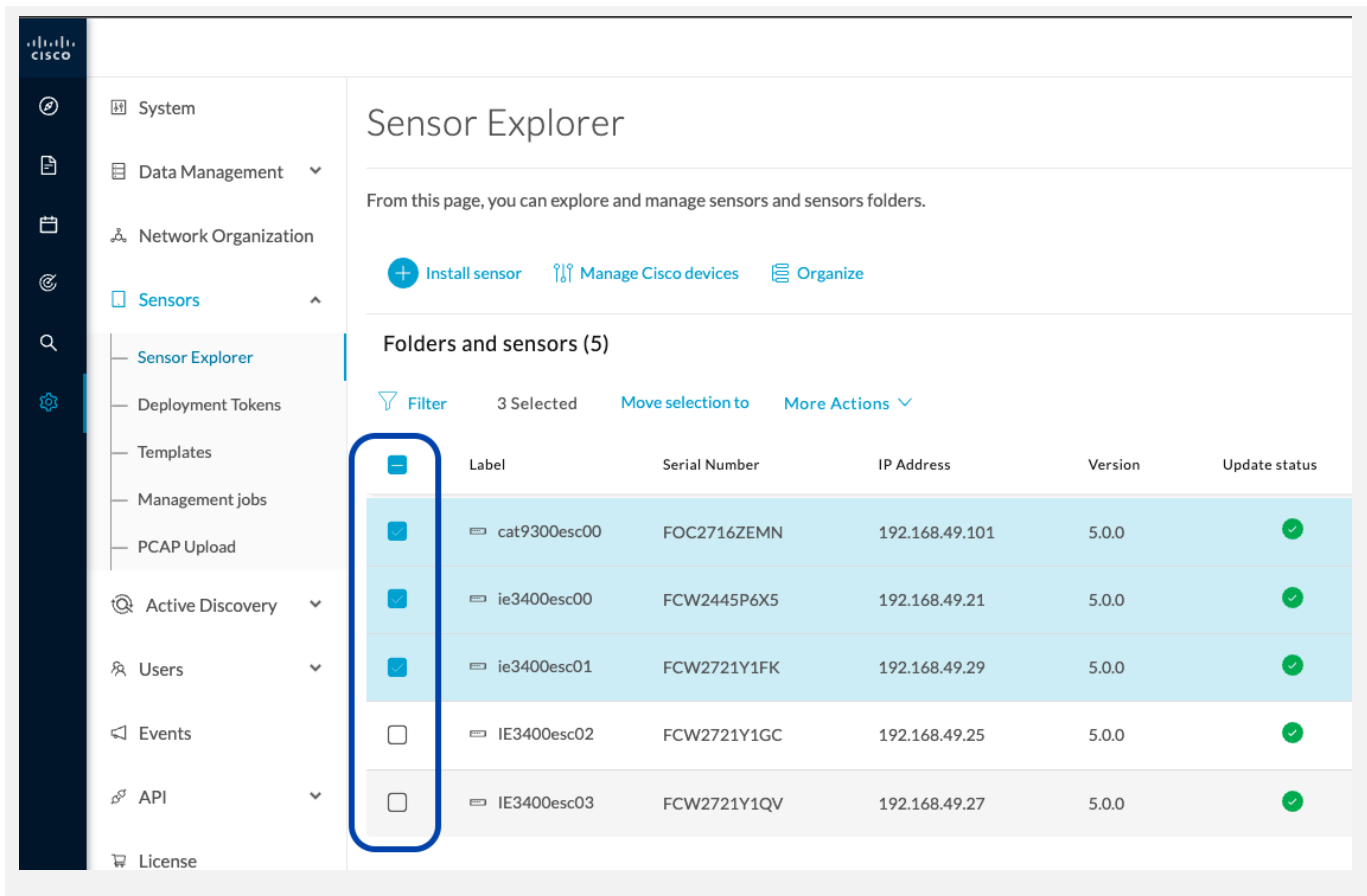 CISCO
System
Data Management
Network Organization
Sensors
Sensor Explorer
Deployment Tokens
Templates
Management jobs
PCAP Upload
Active Discovery
Users
Events
API
License
Sensor Explorer
From this page, you can explore and manage sensors and sensors folders.
Install sensor Manage Cisco devices Organize
Folders and sensors (5)
Filter 3 Selected Move selection to More Actions
Label Serial Number IP Address Version Update status
cat9300esc00 FOC2716ZEMN 192.168.49.101 5.0.0
ie3400esc00 FCW2445P6X5 192.168.49.21 5.0.0
ie3400esc01 FCW2721Y1FK 192.168.49.29 5.0.0
IE3400esc02 FCW2721Y1GC 192.168.49.25 5.0.0
IE3400esc03 FCW2721Y1QV 192.168.49.27 5.0.0